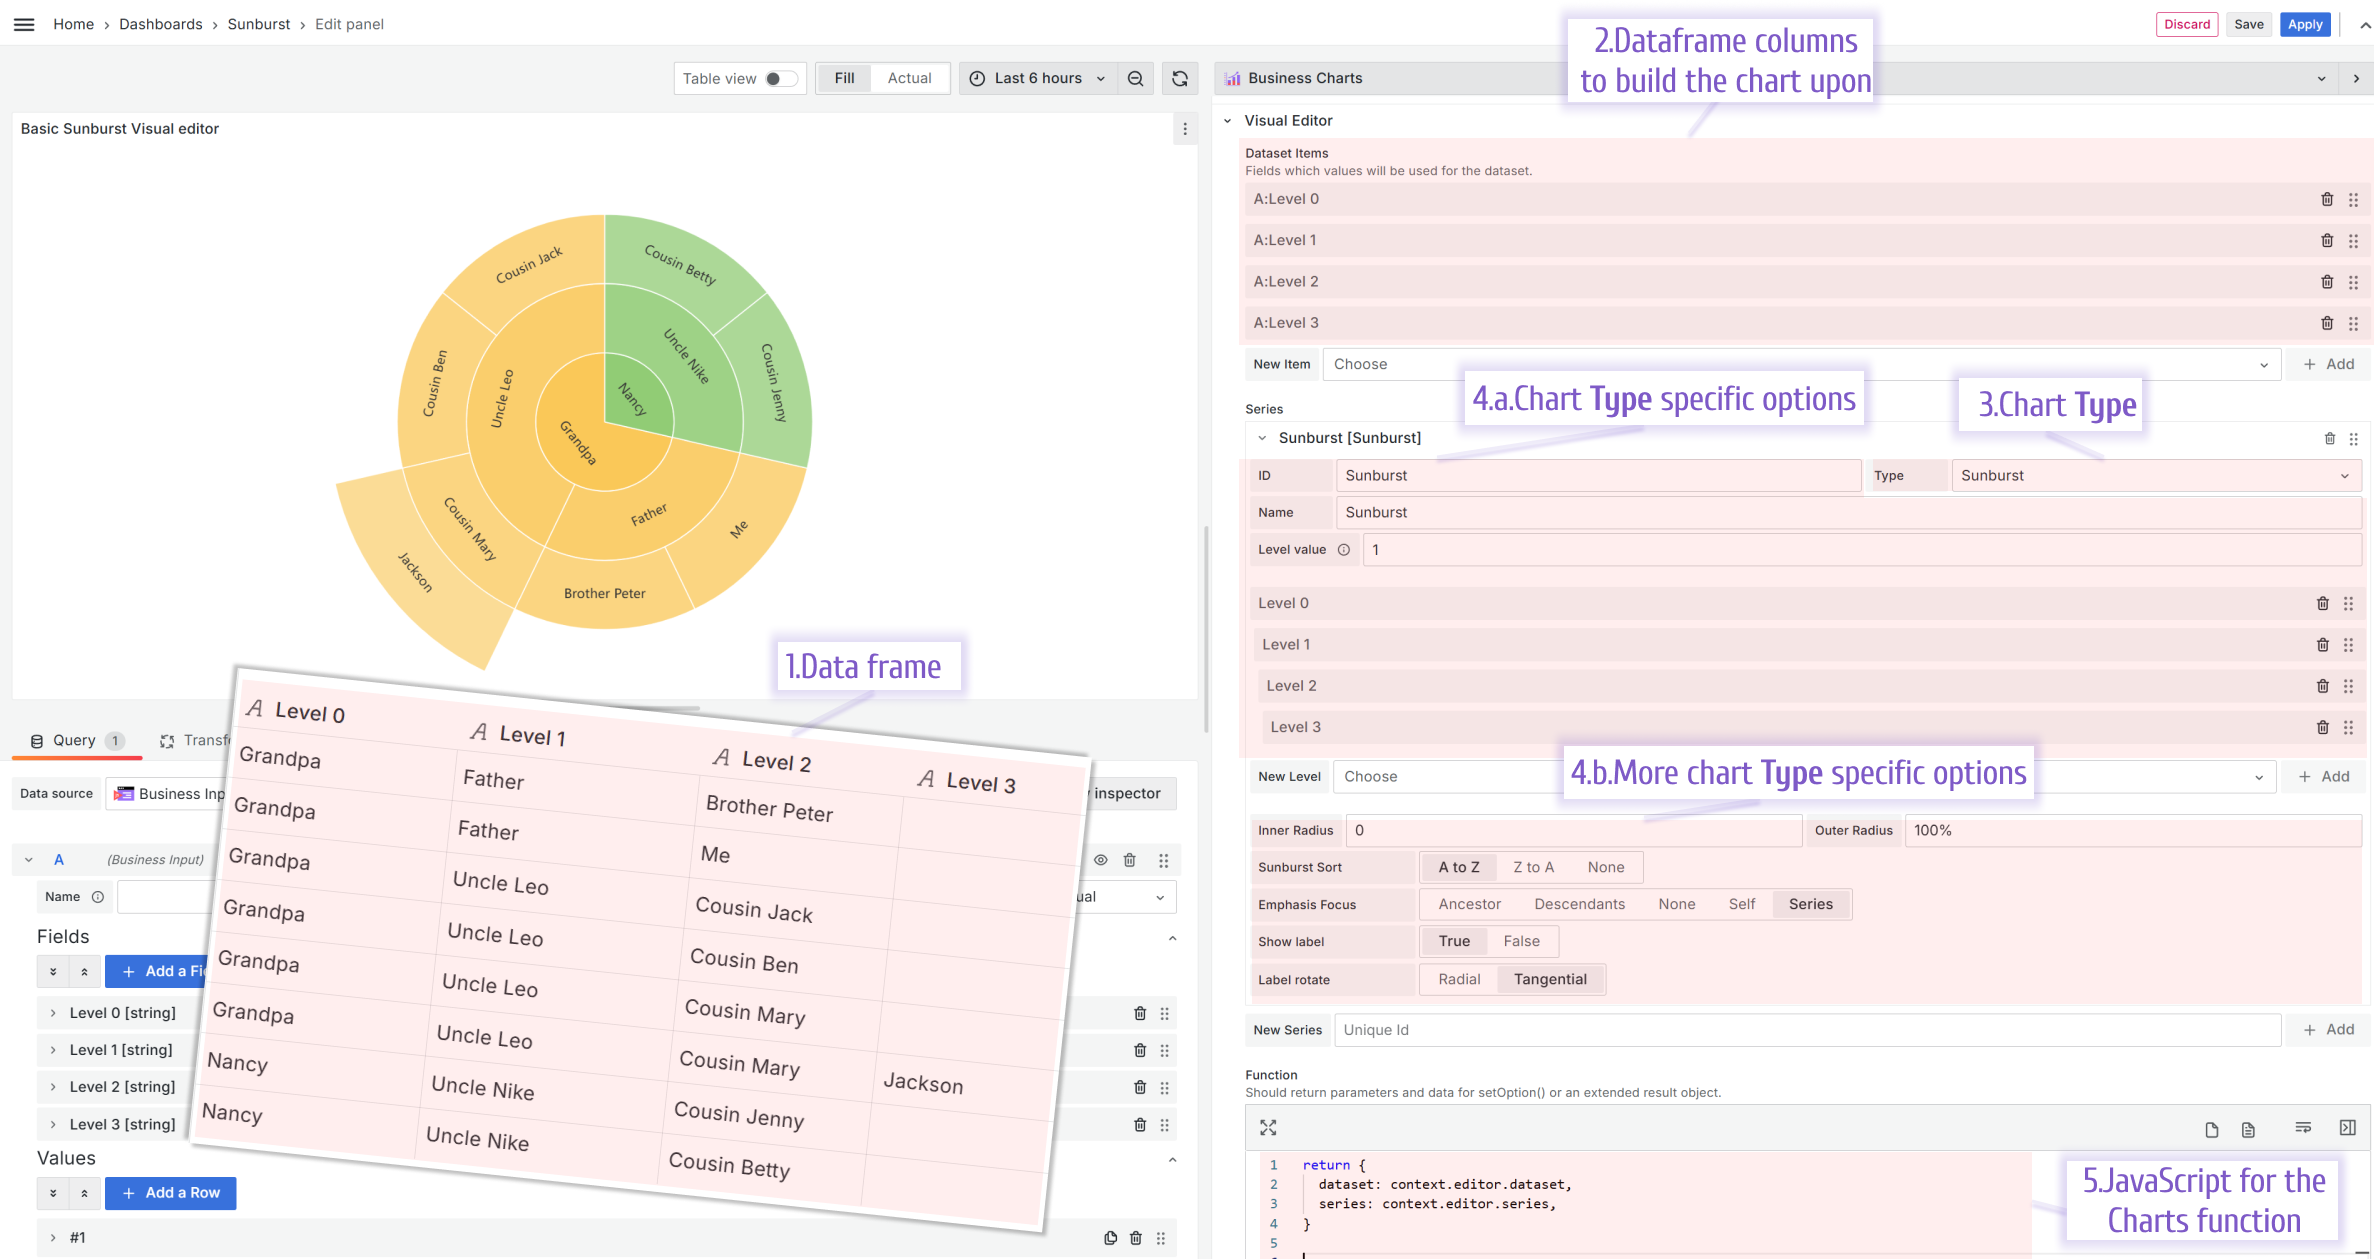 Home › Dashboards › Sunburst › Edit panel
Discard Save Apply
Table view Fill Actual Last 6 hours
Business Charts
2.Dataframe columns
to build the chart upon
Basic Sunburst Visual editor
Cousin Jack
Cousin Betty
Cousin Ben
Uncle Leo
Uncle Nike
Cousin Jenny
Nancy
Grandpa
Father
Me
Cousin Mary
Jackson
Brother Peter
1.Data frame
Query 1 Transf
Data source Business Inp
inspector
A (Business Input)
Name
ual
Fields
Add a Fie
Level 0 [string]
Level 1 [string]
Level 2 [string]
Level 3 [string]
Values
Add a Row
#1
A Level 0 A Level 1 A Level 2 A Level 3
Grandpa Father Brother Peter
Grandpa Father Me
Grandpa Uncle Leo Cousin Jack
Grandpa Uncle Leo Cousin Ben
Grandpa Uncle Leo Cousin Mary
Grandpa Uncle Leo Cousin Mary Jackson
Nancy Uncle Nike Cousin Jenny
Nancy Uncle Nike Cousin Betty
Visual Editor
Dataset Items
Fields which values will be used for the dataset.
A:Level 0
A:Level 1
A:Level 2
A:Level 3
New Item Choose Add
4.a.Chart Type specific options
3.Chart Type
Series
Sunburst [Sunburst]
ID Sunburst Type Sunburst
Name Sunburst
Level value 1
Level 0
Level 1
Level 2
Level 3
4.b.More chart Type specific options
New Level Choose Add
Inner Radius 0 Outer Radius 100%
Sunburst Sort A to Z Z to A None
Emphasis Focus Ancestor Descendants None Self Series
Show label True False
Label rotate Radial Tangential
New Series Unique Id Add
Function
Should return parameters and data for setOption() or an extended result object.
1 return {
2 dataset: context.editor.dataset,
3 series: context.editor.series,
4 }
5
5.JavaScript for the
Charts function